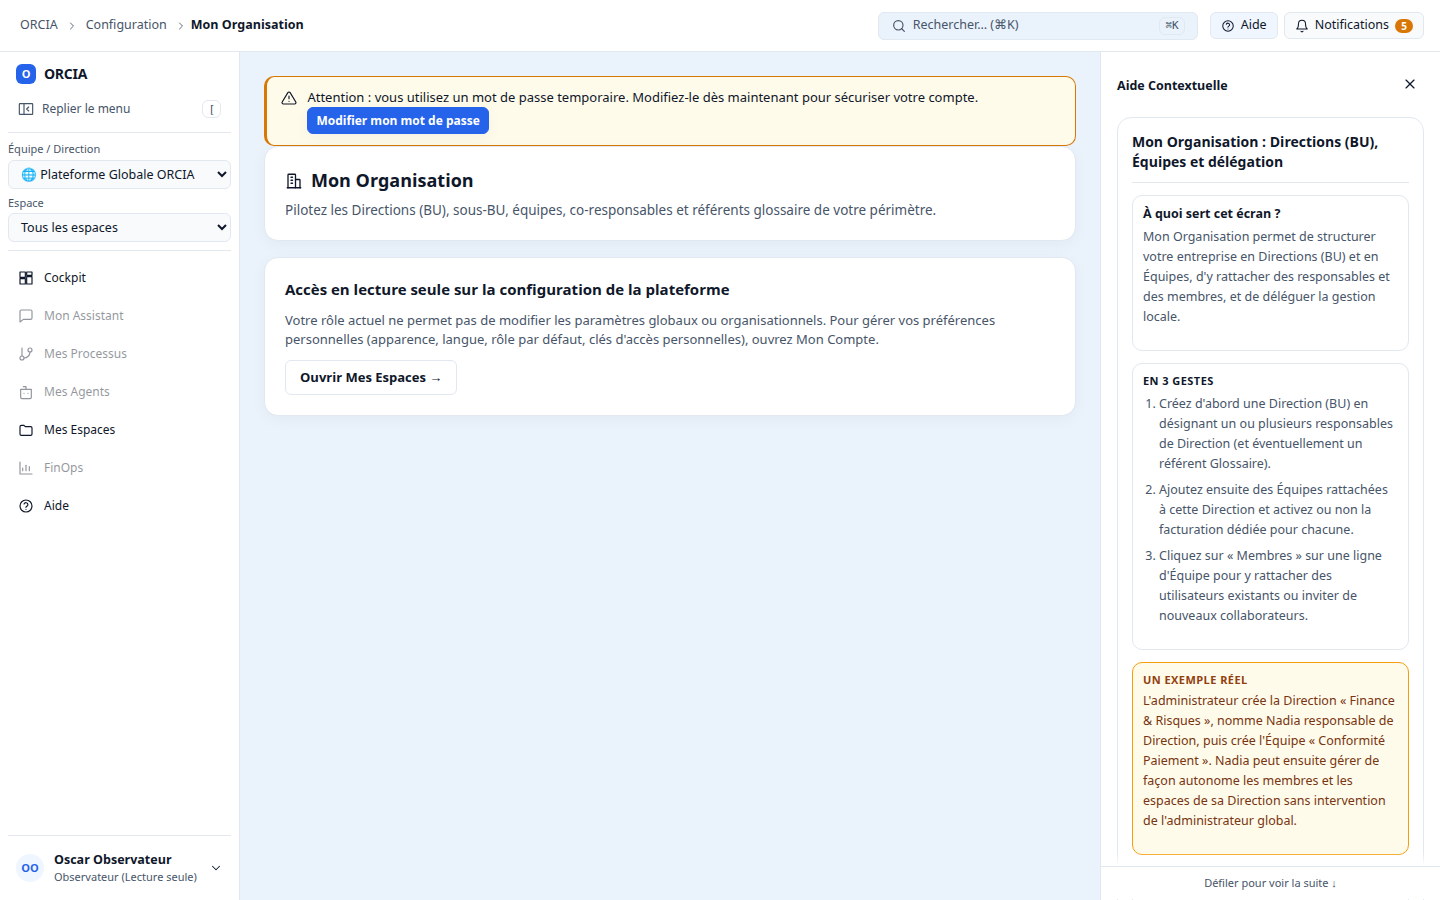 ORCIA
Configuration
Mon Organisation
Rechercher... (⌘K)
⌘K
Aide
Notifications
5
O
ORCIA
Replier le menu
[
Équipe / Direction
🌐 Plateforme Globale ORCIA
Espace
Tous les espaces
Cockpit
Mon Assistant
Mes Processus
Mes Agents
Mes Espaces
FinOps
Aide
OO
Oscar Observateur
Observateur (Lecture seule)
Attention : vous utilisez un mot de passe temporaire. Modifiez-le dès maintenant pour sécuriser votre compte.
Modifier mon mot de passe
Mon Organisation
Pilotez les Directions (BU), sous-BU, équipes, co-responsables et référents glossaire de votre périmètre.
Accès en lecture seule sur la configuration de la plateforme
Votre rôle actuel ne permet pas de modifier les paramètres globaux ou organisationnels. Pour gérer vos préférences
personnelles (apparence, langue, rôle par défaut, clés d'accès personnelles), ouvrez Mon Compte.
Ouvrir Mes Espaces →
Aide Contextuelle
Mon Organisation : Directions (BU),
Équipes et délégation
À quoi sert cet écran ?
Mon Organisation permet de structurer
votre entreprise en Directions (BU) et en
Équipes, d'y rattacher des responsables et
des membres, et de déléguer la gestion
locale.
EN 3 GESTES
1. Créez d'abord une Direction (BU) en
désignant un ou plusieurs responsables
de Direction (et éventuellement un
référent Glossaire).
2. Ajoutez ensuite des Équipes rattachées
à cette Direction et activez ou non la
facturation dédiée pour chacune.
3. Cliquez sur « Membres » sur une ligne
d'Équipe pour y rattacher des
utilisateurs existants ou inviter de
nouveaux collaborateurs.
UN EXEMPLE RÉEL
L'administrateur crée la Direction « Finance
& Risques », nomme Nadia responsable de
Direction, puis crée l'Équipe « Conformité
Paiement ». Nadia peut ensuite gérer de
façon autonome les membres et les
espaces de sa Direction sans intervention
de l'administrateur global.
Défiler pour voir la suite ↓